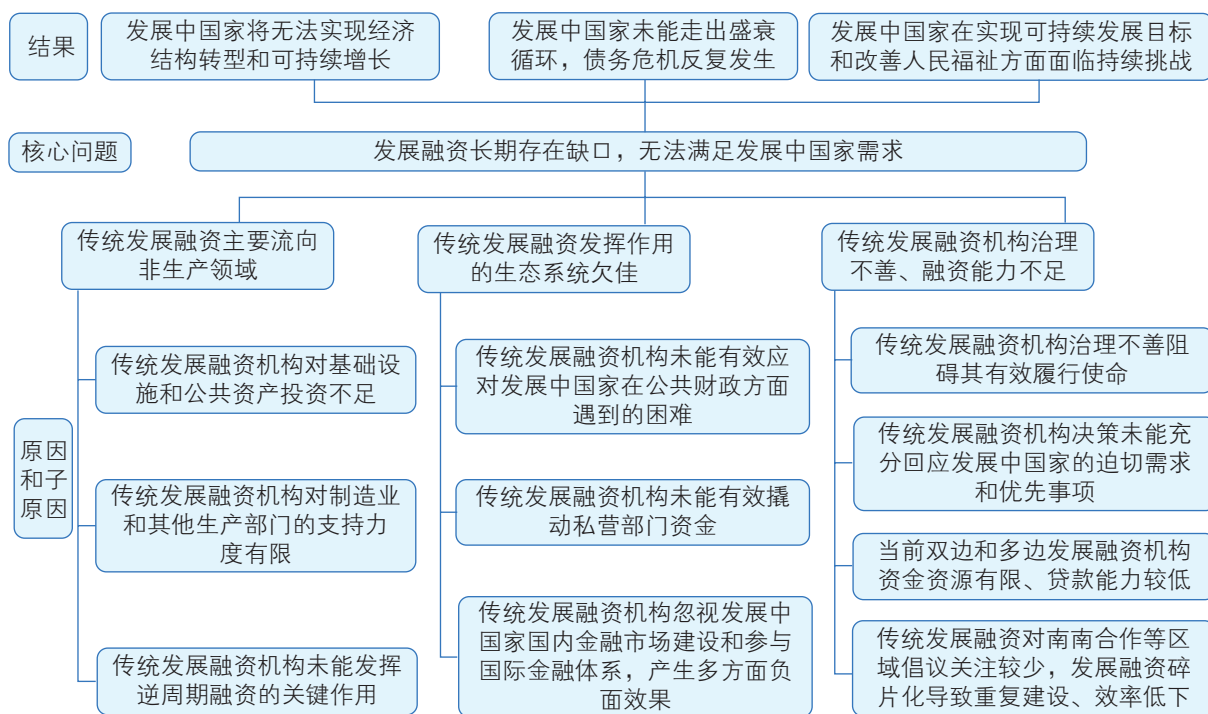 结果
发展中国家将无法实现经济
结构转型和可持续增长
发展中国家未能走出盛衰
循环，债务危机反复发生
发展中国家在实现可持续发展目标
和改善人民福祉方面面临持续挑战
核心问题
发展融资长期存在缺口，无法满足发展中国家需求
传统发展融资主要流向
非生产领域
传统发展融资发挥作用
的生态系统欠佳
传统发展融资机构治理
不善、融资能力不足
原因
和子
原因
传统发展融资机构对基础设
施和公共资产投资不足
传统发展融资机构对制造业
和其他生产部门的支持力
度有限
传统发展融资机构未能发挥
逆周期融资的关键作用
传统发展融资机构未能有效应
对发展中国家在公共财政方面
遇到的困难
传统发展融资机构未能有效撬
动私营部门资金
传统发展融资机构忽视发展中
国家国内金融市场建设和参与
国际金融体系，产生多方面负
面效果
传统发展融资机构治理不善阻
碍其有效履行使命
传统发展融资机构决策未能充
分回应发展中国家的迫切需求
和优先事项
当前双边和多边发展融资机构
资金资源有限、贷款能力较低
传统发展融资对南南合作等区
域倡议关注较少，发展融资碎
片化导致重复建设、效率低下